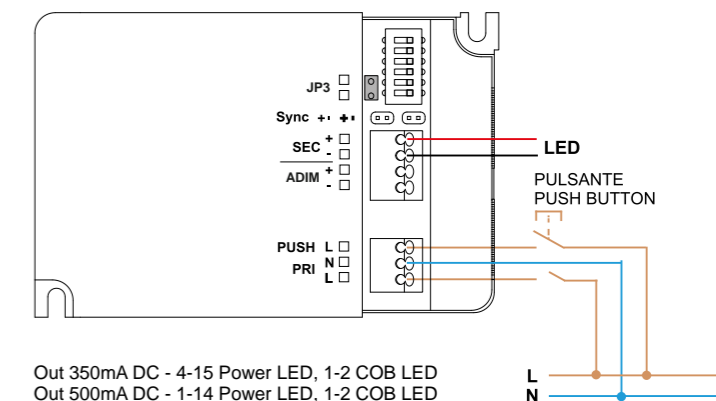 JP3
Sync +- +-
SEC +
-
ADIM +
-
LED
PULSANTE
PUSH BUTTON
PUSH L
PRI N
L
Out 350mA DC - 4-15 Power LED, 1-2 COB LED
Out 500mA DC - 1-14 Power LED, 1-2 COB LED
L
N